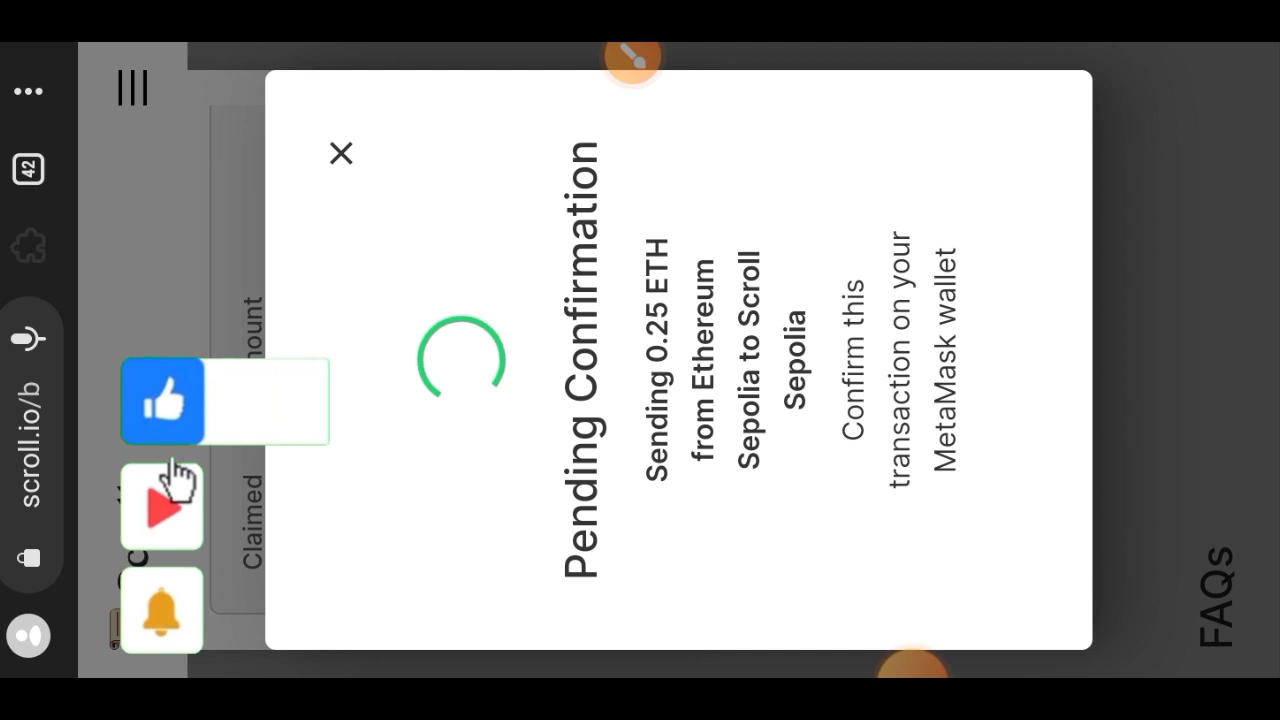 42
scroll.io/b
Claimed
ount
Pending Confirmation
Sending 0.25 ETH
from Ethereum
Sepolia to Scroll
Sepolia
Confirm this
transaction on your
MetaMask wallet
FAQs